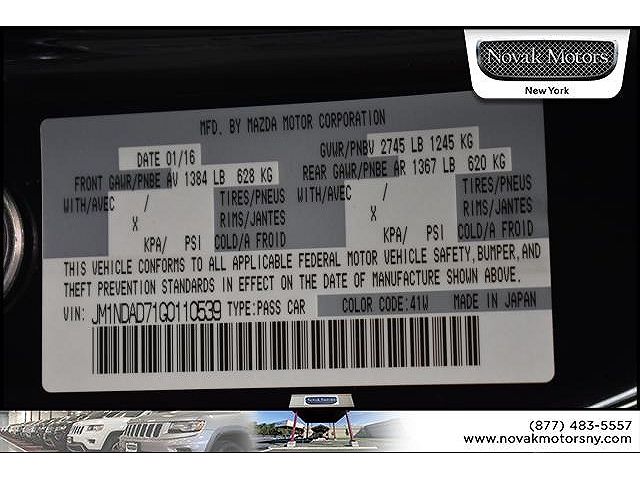 Novak Motors
New York
MFD. BY MAZDA MOTOR CORPORATION
DATE 01/16
GVWR/PNBV 2745 LB 1245 KG
FRONT GAWR/PNBE AV 1384 LB 628 KG
REAR GAWR/PNBE AR 1367 LB 620 KG
WITH/AVEC / TIRES/PNEUS WITH/AVEC / TIRES/PNEUS
X RIMS/JANTES X RIMS/JANTES
KPA/ PSI COLD/A FROID KPA/ PSI COLD/A FROID
THIS VEHICLE CONFORMS TO ALL APPLICABLE FEDERAL MOTOR VEHICLE SAFETY, BUMPER, AND
THEFT PREVENTION STANDARDS IN EFFECT ON THE DATE OF MANUFACTURE SHOWN ABOVE.
VIN: JM1NDAD71G0110539 TYPE:PASS CAR COLOR CODE:41W MADE IN JAPAN
Novak Motors
(877) 483-5557
www.novakmotorsny.com